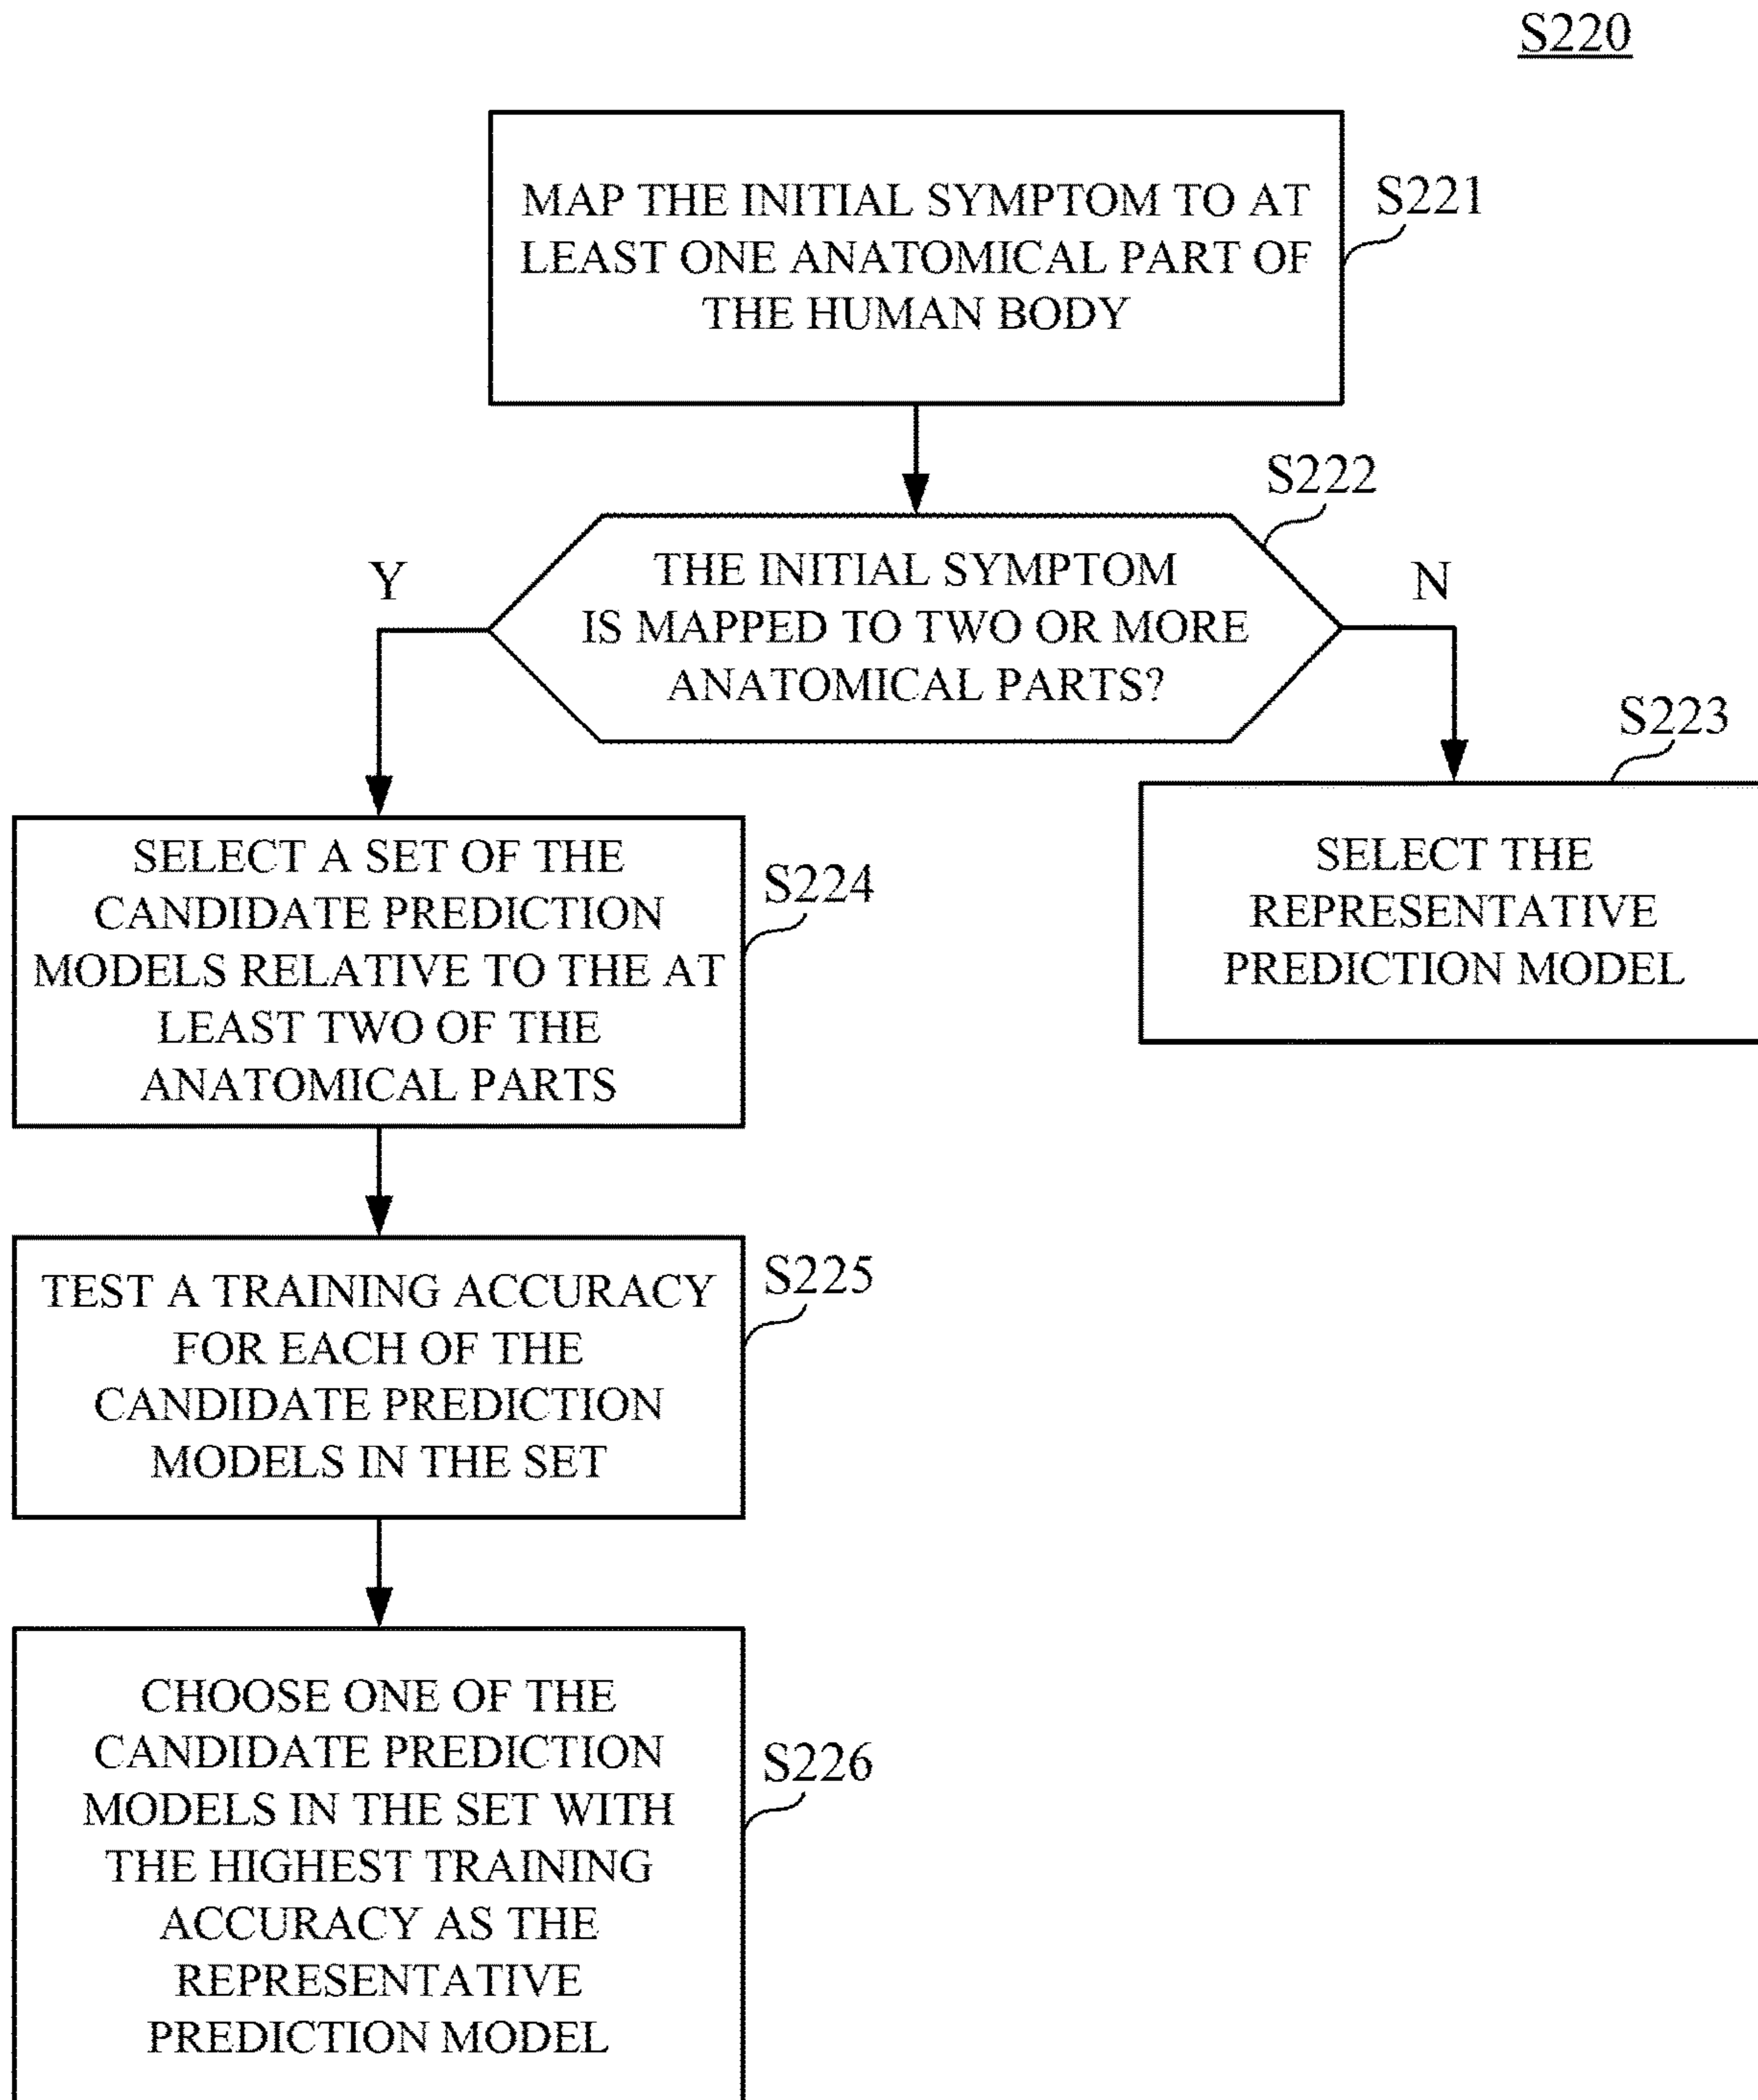 S220
MAP THE INITIAL SYMPTOM TO AT
LEAST ONE ANATOMICAL PART OF
THE HUMAN BODY
S221
S222
Y
THE INITIAL SYMPTOM
IS MAPPED TO TWO OR MORE
ANATOMICAL PARTS?
N
S223
SELECT THE
REPRESENTATIVE
PREDICTION MODEL
SELECT A SET OF THE
CANDIDATE PREDICTION
MODELS RELATIVE TO THE AT
LEAST TWO OF THE
ANATOMICAL PARTS
S224
TEST A TRAINING ACCURACY
FOR EACH OF THE
CANDIDATE PREDICTION
MODELS IN THE SET
S225
CHOOSE ONE OF THE
CANDIDATE PREDICTION
MODELS IN THE SET WITH
THE HIGHEST TRAINING
ACCURACY AS THE
REPRESENTATIVE
PREDICTION MODEL
S226